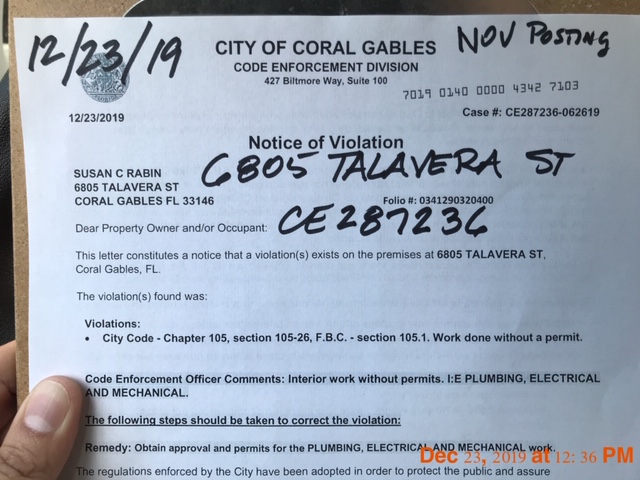 12/23/19
CITY OF CORAL GABLES
NOV POSTING
CODE ENFORCEMENT DIVISION
427 Biltmore Way, Suite 100
7019 0140 0000 4342 7103
12/23/2019
Case #: CE287236-062619
Notice of Violation
6805 TALAVERA ST
SUSAN C RABIN
6805 TALAVERA ST
CORAL GABLES FL 33146
Folio #: 0341290320400
CE287236
Dear Property Owner and/or Occupant:
This letter constitutes a notice that a violation(s) exists on the premises at 6805 TALAVERA ST,
Coral Gables, FL.
The violation(s) found was:
Violations:
• City Code - Chapter 105, section 105-26, F.B.C. - section 105.1. Work done without a permit.
Code Enforcement Officer Comments: Interior work without permits. I:E PLUMBING, ELECTRICAL
AND MECHANICAL.
The following steps should be taken to correct the violation:
Remedy: Obtain approval and permits for the PLUMBING, ELECTRICAL AND MECHANICAL work.
Dec 23, 2019 at 12:36 PM
The regulations enforced by the City have been adopted in order to protect the public and assure